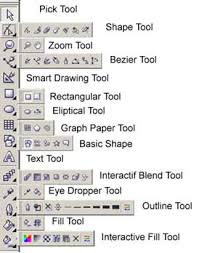 Pick Tool
Shape Tool
Zoom Tool
Bezier Tool
Smart Drawing Tool
Rectangular Tool
Eliptical Tool
Graph Paper Tool
Basic Shape
Text Tool
Interactif Blend Tool
Eye Dropper Tool
Outline Tool
Fill Tool
Interactive Fill Tool